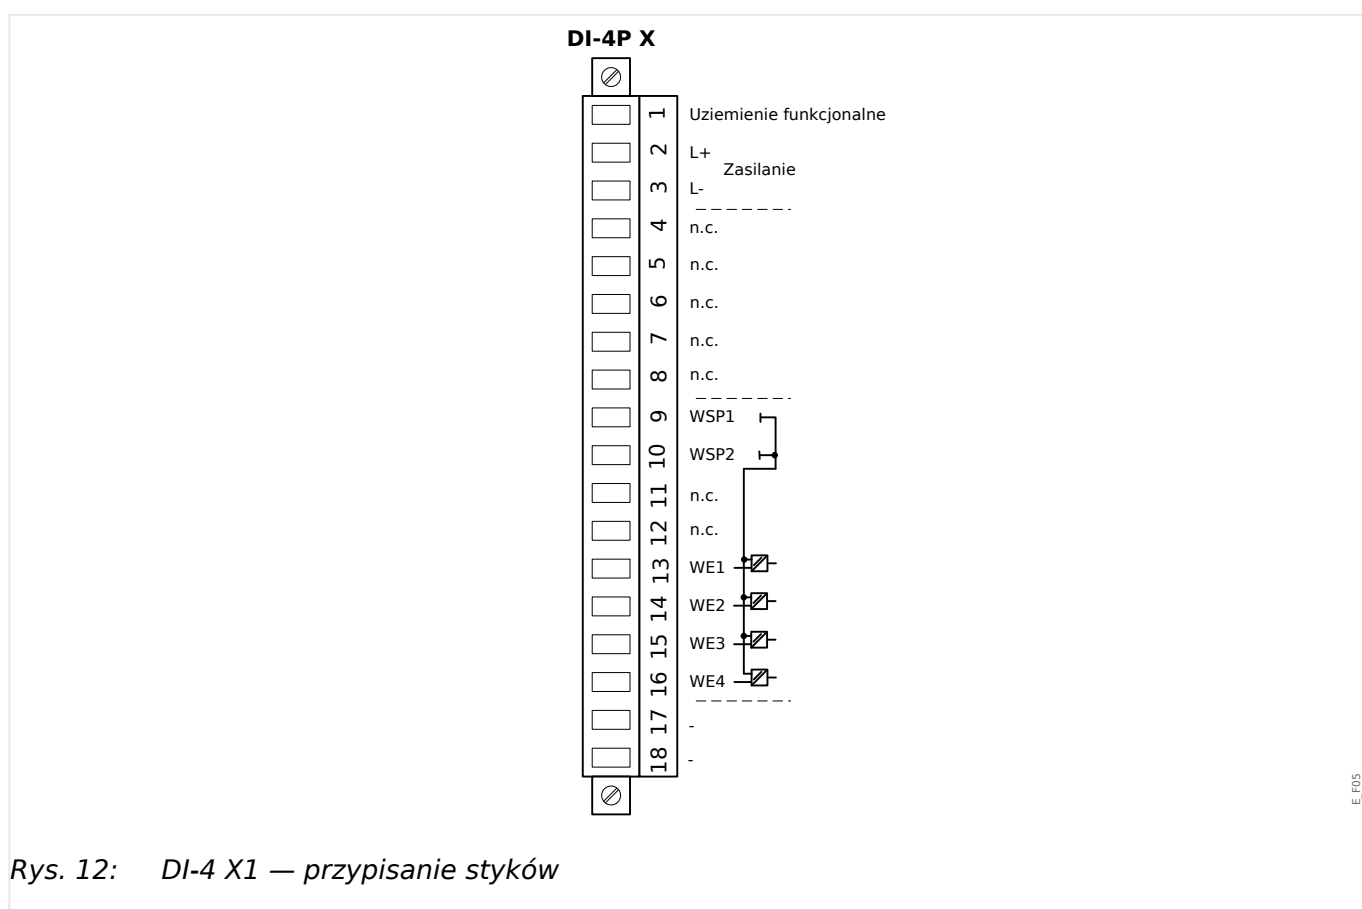 DI-4P X
1 Uziemienie funkcjonalne
2 L+
Zasilanie
3 L-
4 n.c.
5 n.c.
6 n.c.
7 n.c.
8 n.c.
9 WSP1
10 WSP2
11 n.c.
12 n.c.
13 WE1
14 WE2
15 WE3
16 WE4
17 -
18 -
E_F05
Rys. 12: DI-4 X1 — przypisanie styków